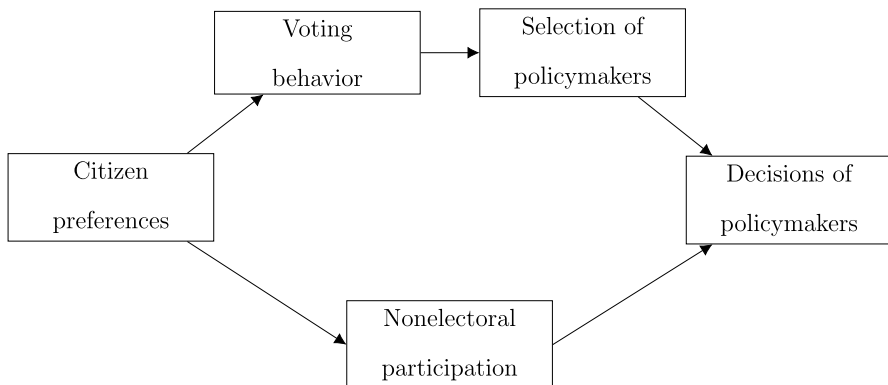 Voting
behavior
Selection of
policymakers
Citizen
preferences
Decisions of
policymakers
Nonelectoral
participation